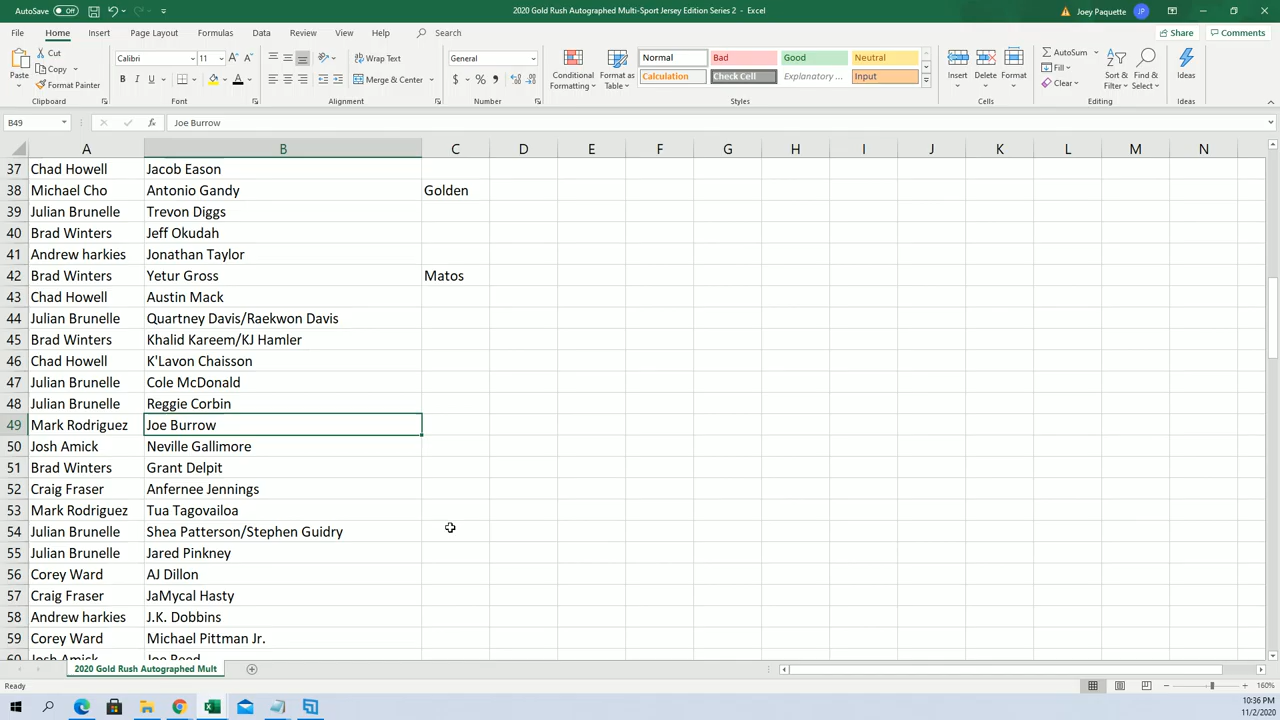 AutoSave Off 2020 Gold Rush Autographed Multi-Sport Jersey Edition Series 2 - Excel Joey Paquette JP
File Home Insert Page Layout Formulas Data Review View Help Search Share Comments
Paste Cut Copy Format Painter Clipboard
Calibri 11 B I U A Font
Wrap Text Merge & Center Alignment
General $ % Number
Conditional Formatting Format as Table
Normal Bad Good Neutral
Calculation Check Cell Explanatory ... Input
Styles
Insert Delete Format Cells
AutoSum Fill Clear Sort & Filter Find & Select Editing
Ideas Ideas
B49 fx Joe Burrow
A B C D E F G H I J K L M N
37 Chad Howell Jacob Eason
38 Michael Cho Antonio Gandy Golden
39 Julian Brunelle Trevon Diggs
40 Brad Winters Jeff Okudah
41 Andrew harkies Jonathan Taylor
42 Brad Winters Yetur Gross Matos
43 Chad Howell Austin Mack
44 Julian Brunelle Quartney Davis/Raekwon Davis
45 Brad Winters Khalid Kareem/KJ Hamler
46 Chad Howell K'Lavon Chaisson
47 Julian Brunelle Cole McDonald
48 Julian Brunelle Reggie Corbin
49 Mark Rodriguez Joe Burrow
50 Josh Amick Neville Gallimore
51 Brad Winters Grant Delpit
52 Craig Fraser Anfernee Jennings
53 Mark Rodriguez Tua Tagovailoa
54 Julian Brunelle Shea Patterson/Stephen Guidry
55 Julian Brunelle Jared Pinkney
56 Corey Ward AJ Dillon
57 Craig Fraser JaMycal Hasty
58 Andrew harkies J.K. Dobbins
59 Corey Ward Michael Pittman Jr.
60 Josh Amick Joe Reed
2020 Gold Rush Autographed Mult
Ready 160%
10:36 PM
11/2/2020